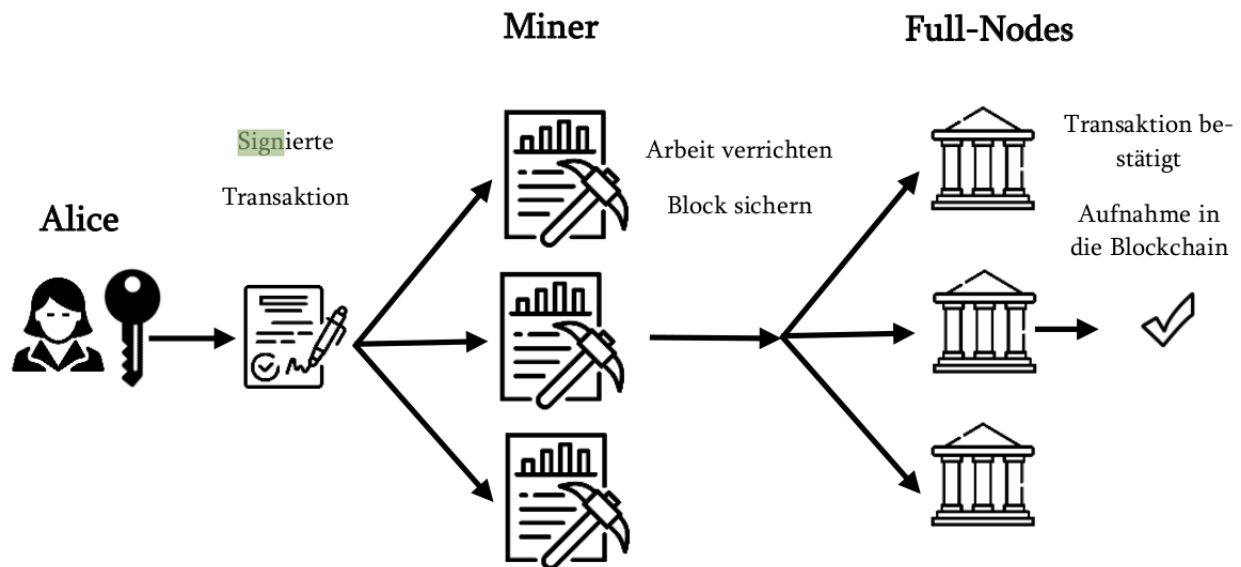 Miner
Full-Nodes
Alice
Signierte
Transaktion
Arbeit verrichten
Block sichern
Transaktion be-
stätigt
Aufnahme in
die Blockchain